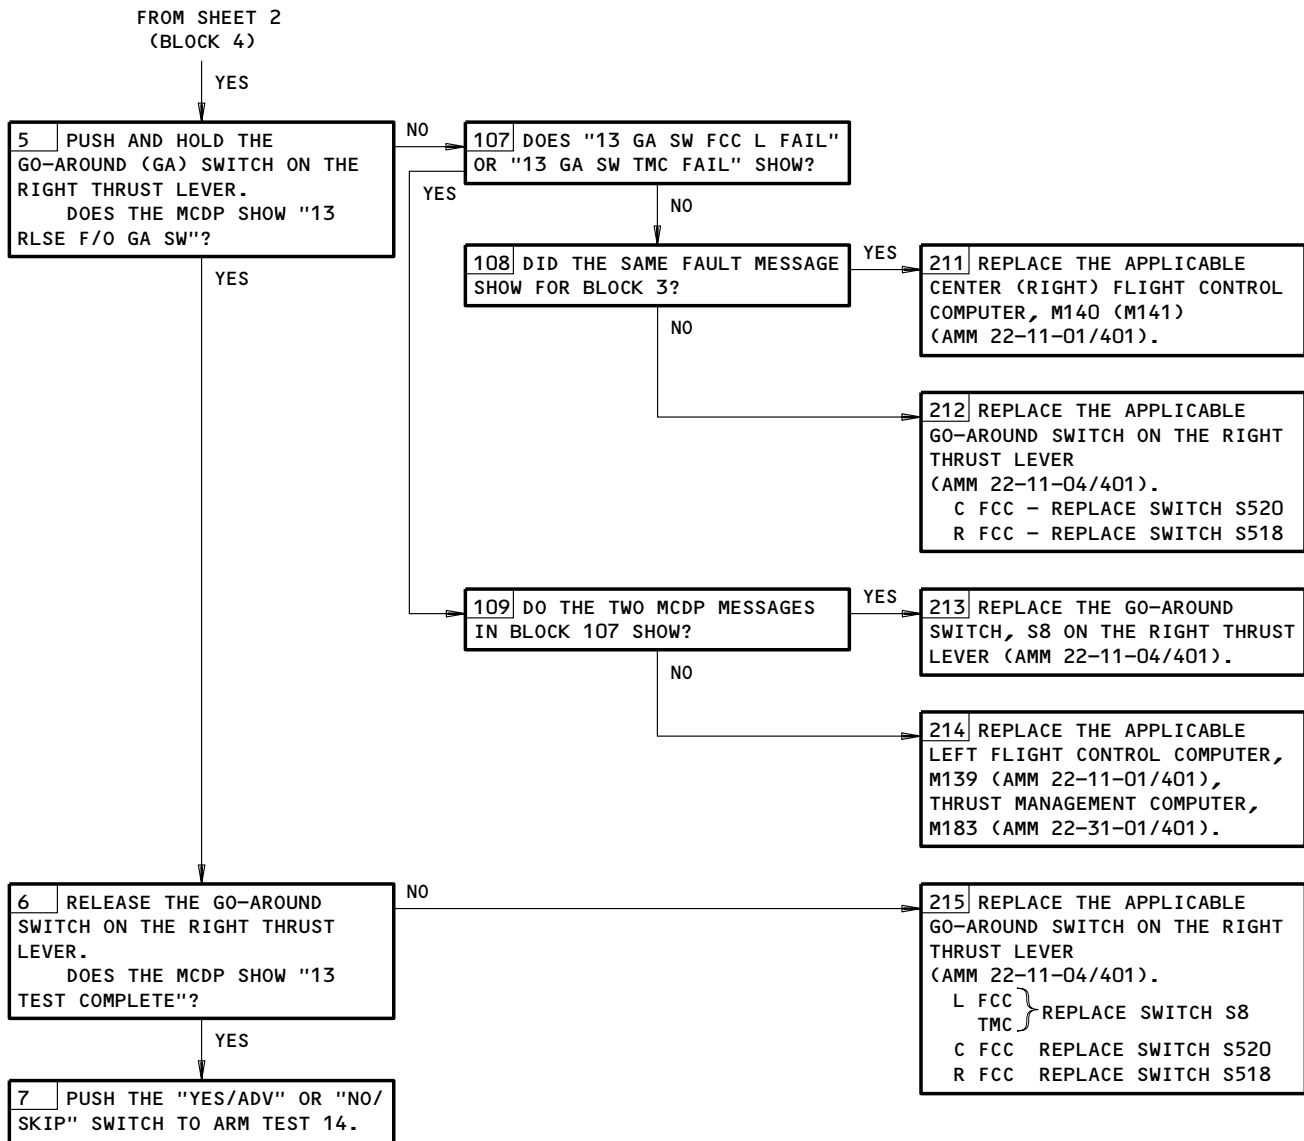 FROM SHEET 2
(BLOCK 4)
YES
5 PUSH AND HOLD THE
GO-AROUND (GA) SWITCH ON THE
RIGHT THRUST LEVER.
DOES THE MCDP SHOW "13
RLSE F/O GA SW"?
NO
YES
107 DOES "13 GA SW FCC L FAIL"
OR "13 GA SW TMC FAIL" SHOW?
YES
NO
108 DID THE SAME FAULT MESSAGE
SHOW FOR BLOCK 3?
YES
NO
211 REPLACE THE APPLICABLE
CENTER (RIGHT) FLIGHT CONTROL
COMPUTER, M140 (M141)
(AMM 22-11-01/401).
212 REPLACE THE APPLICABLE
GO-AROUND SWITCH ON THE RIGHT
THRUST LEVER
(AMM 22-11-04/401).
C FCC - REPLACE SWITCH S520
R FCC - REPLACE SWITCH S518
109 DO THE TWO MCDP MESSAGES
IN BLOCK 107 SHOW?
YES
NO
213 REPLACE THE GO-AROUND
SWITCH, S8 ON THE RIGHT THRUST
LEVER (AMM 22-11-04/401).
214 REPLACE THE APPLICABLE
LEFT FLIGHT CONTROL COMPUTER,
M139 (AMM 22-11-01/401),
THRUST MANAGEMENT COMPUTER,
M183 (AMM 22-31-01/401).
6 RELEASE THE GO-AROUND
SWITCH ON THE RIGHT THRUST
LEVER.
DOES THE MCDP SHOW "13
TEST COMPLETE"?
NO
YES
215 REPLACE THE APPLICABLE
GO-AROUND SWITCH ON THE RIGHT
THRUST LEVER
(AMM 22-11-04/401).
L FCC
TMC
REPLACE SWITCH S8
C FCC REPLACE SWITCH S520
R FCC REPLACE SWITCH S518
7 PUSH THE "YES/ADV" OR "NO/
SKIP" SWITCH TO ARM TEST 14.